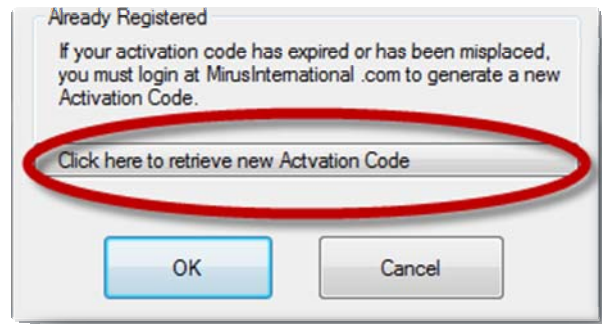 Already Registered
If your activation code has expired or has been misplaced,
you must login at MirusInternational .com to generate a new
Activation Code.
Click here to retrieve new Actvation Code
OK
Cancel